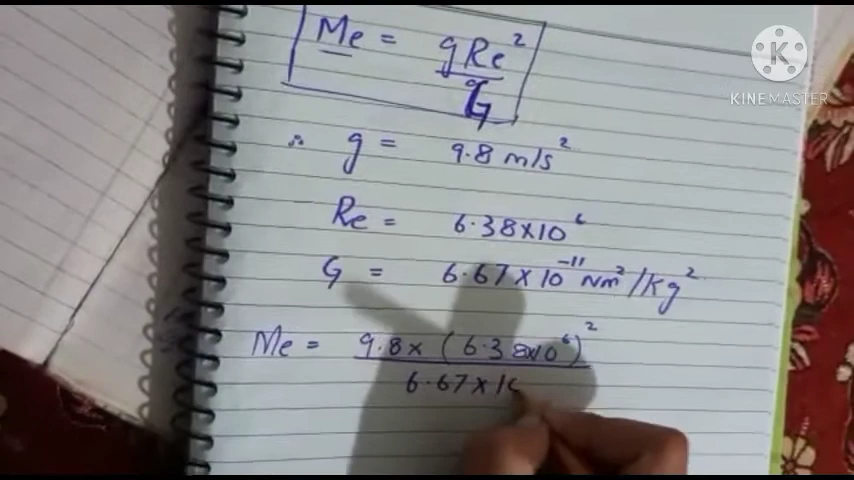 Me = gRe²/G
KINEMASTER
∴ g = 9.8 m/s²
Re = 6.38×10⁶
G = 6.67×10⁻¹¹ Nm²/kg²
Me = 9.8×(6.38×10⁶)²
6.67×10